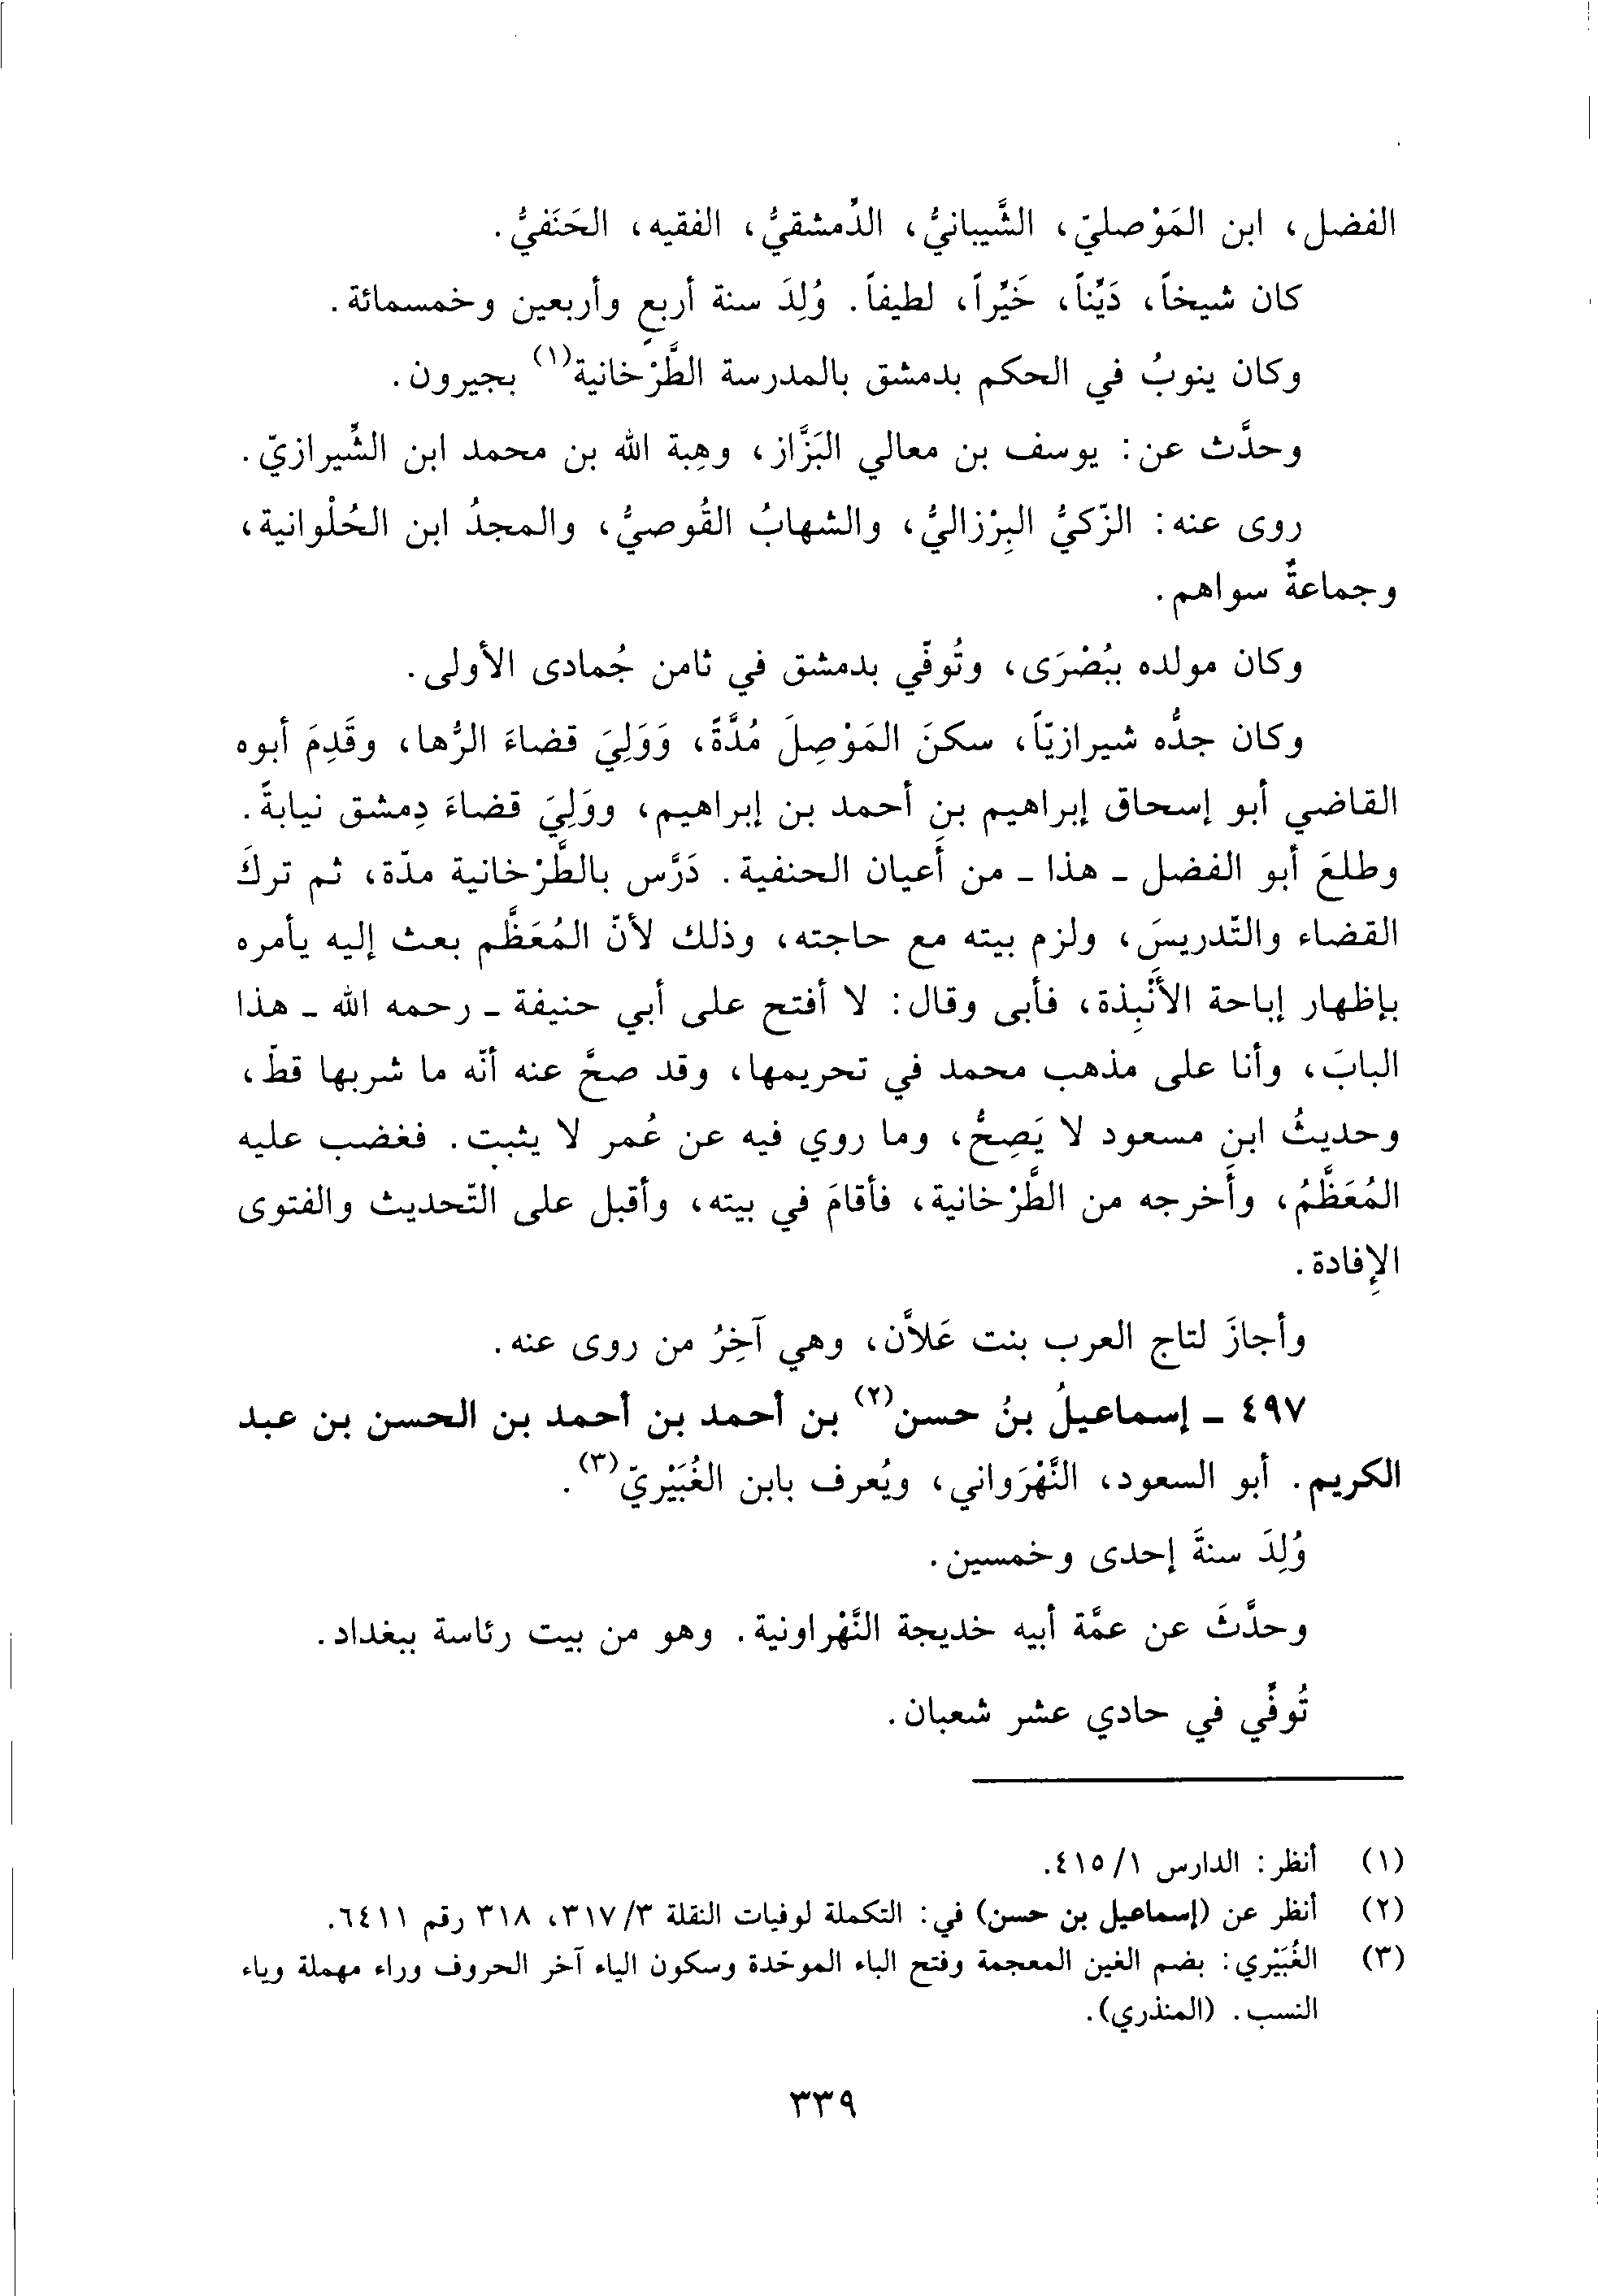 الفضل، ابن المَوْصليّ، الشَّيبانيُّ، الدِّمشقيُّ، الفقيه، الحَنَفيُّ.
كان شيخاً، دَيِّناً، خَيِّراً، لطيفاً. وُلِدَ سنة أربعٍ وأربعين وخمسمائة.
وكان ينوبُ في الحكم بدمشق بالمدرسة الطَّرْخانية(١) بجيرون.
وحدَّث عن: يوسف بن معالي البَزَّاز، وهِبة الله بن محمد ابن الشِّيرازيّ.
روى عنه: الزّكيُّ البِرْزاليُّ، والشهابُ القُوصيُّ، والمجدُ ابن الحُلْوانية،
وجماعةٌ سواهم.
وكان مولده ببُصْرَى، وتُوفّي بدمشق في ثامن جُمادى الأولى.
وكان جدُّه شيرازيّاً، سكنَ المَوْصِلَ مُدَّةً، وَوَلِيَ قضاءَ الرُّها، وقَدِمَ أبوه
القاضي أبو إسحاق إبراهيم بن أحمد بن إبراهيم، ووَلِيَ قضاءَ دِمشق نيابةً.
وطلعَ أبو الفضل ـ هذا ـ من أَعيان الحنفية. دَرَّس بالطَّرْخانية مدّة، ثم تركَ
القضاء والتّدريسَ، ولزم بيته مع حاجته، وذلك لأنّ المُعَظَّم بعث إليه يأمره
بإظهار إباحة الأَنْبِذة، فأبى وقال: لا أفتح على أبي حنيفة ـ رحمه الله ـ هذا
البابَ، وأنا على مذهب محمد في تحريمها، وقد صحَّ عنه أنّه ما شربها قطّ،
وحديثُ ابن مسعود لا يَصِحُّ، وما روي فيه عن عُمر لا يثبت. فغضب عليه
المُعَظَّمُ، وأَخرجه من الطَّرْخانية، فأقامَ في بيته، وأقبل على التّحديث والفتوى
الإِفادة.
وأجازَ لتاج العرب بنت عَلاَّن، وهي آخِرُ من روى عنه.
٤٩٧ ـ إسماعيلُ بنُ حسن(٢) بن أحمد بن أحمد بن الحسن بن عبد
الكريم. أبو السعود، النَّهْرَواني، ويُعرف بابن الغُبَيْريّ(٣).
وُلِدَ سنةَ إحدى وخمسين.
وحدَّثَ عن عمَّة أبيه خديجة النَّهْراونية. وهو من بيت رئاسة ببغداد.
تُوفّي في حادي عشر شعبان.
(١) أنظر: الدارس ١/ ٤١٥.
(٢) أنظر عن (إسماعيل بن حسن) في: التكملة لوفيات النقلة ٣/ ٣١٧، ٣١٨ رقم ٦٤١١.
(٣) الغُبَيْري: بضم الغين المعجمة وفتح الباء الموحّدة وسكون الياء آخر الحروف وراء مهملة وياء
النسب. (المنذري).
٣٣٩